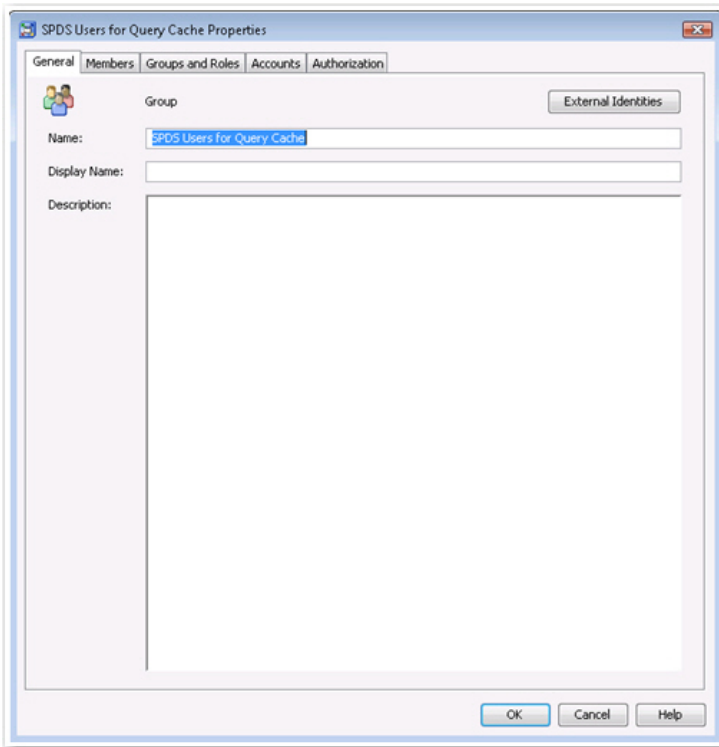 SPDS Users for Query Cache Properties
General Members Groups and Roles Accounts Authorization
Group External Identities
Name: SPDS Users for Query Cache
Display Name:
Description:
OK Cancel Help